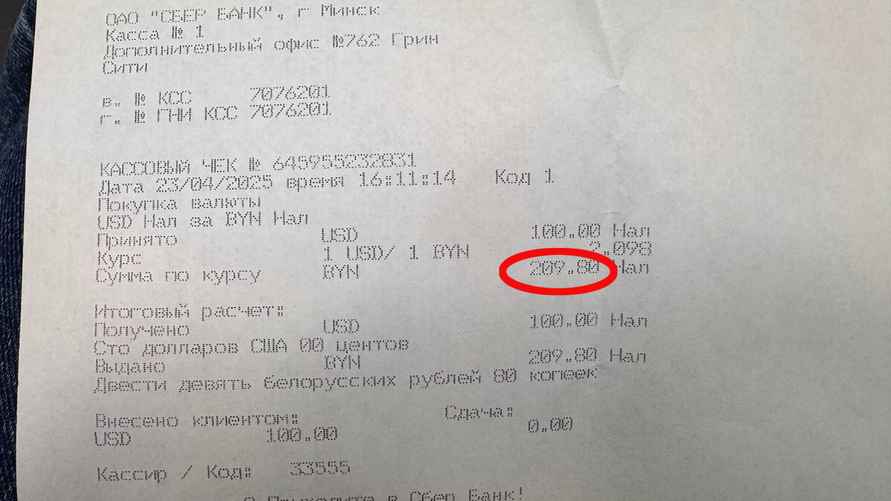 ОАО "СБЕР БАНК", г Минск
Касса № 1
Дополнительный офис №762 Грин
Сити
в. № КСС 7076201
г. № ГНИ КСС 7076201
КАССОВЫЙ ЧЕК № 645955232831
Дата 23/04/2025 время 16:11:14 Код 1
Покупка валюты
USD Нал за BYN Нал
Принято USD 100.00 Нал
Курс 1 USD/ 1 BYN 2.098
Сумма по курсу BYN 209.80 Нал
Итоговый расчет:
Получено USD 100.00 Нал
Сто долларов США 00 центов
Выдано BYN 209.80 Нал
Двести девять белорусских рублей 80 копеек
Внесено клиентом: Сдача:
USD 100.00 0.00
Кассир / Код: 33555
в Сбер Банк!